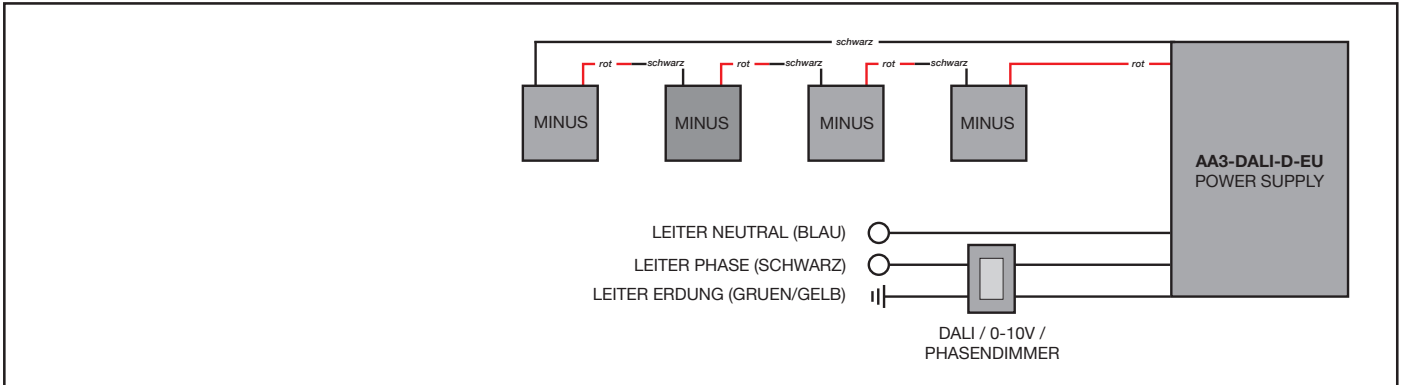 schwarz
rot schwarz rot schwarz rot schwarz rot
MINUS MINUS MINUS MINUS
AA3-DALI-D-EU
POWER SUPPLY
LEITER NEUTRAL (BLAU)
LEITER PHASE (SCHWARZ)
LEITER ERDUNG (GRUEN/GELB)
DALI / 0-10V /
PHASENDIMMER